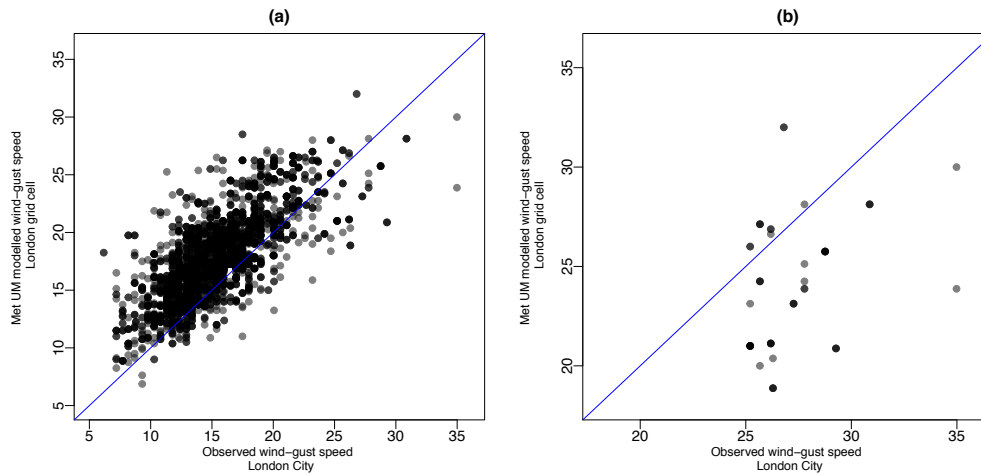 (a)
Met UM modelled wind−gust speed
London grid cell
35
30
25
20
15
10
5
5 10 15 20 25 30 35
Observed wind−gust speed
London City
(b)
Met UM modelled wind−gust speed
London grid cell
35
30
25
20
20 25 30 35
Observed wind−gust speed
London City